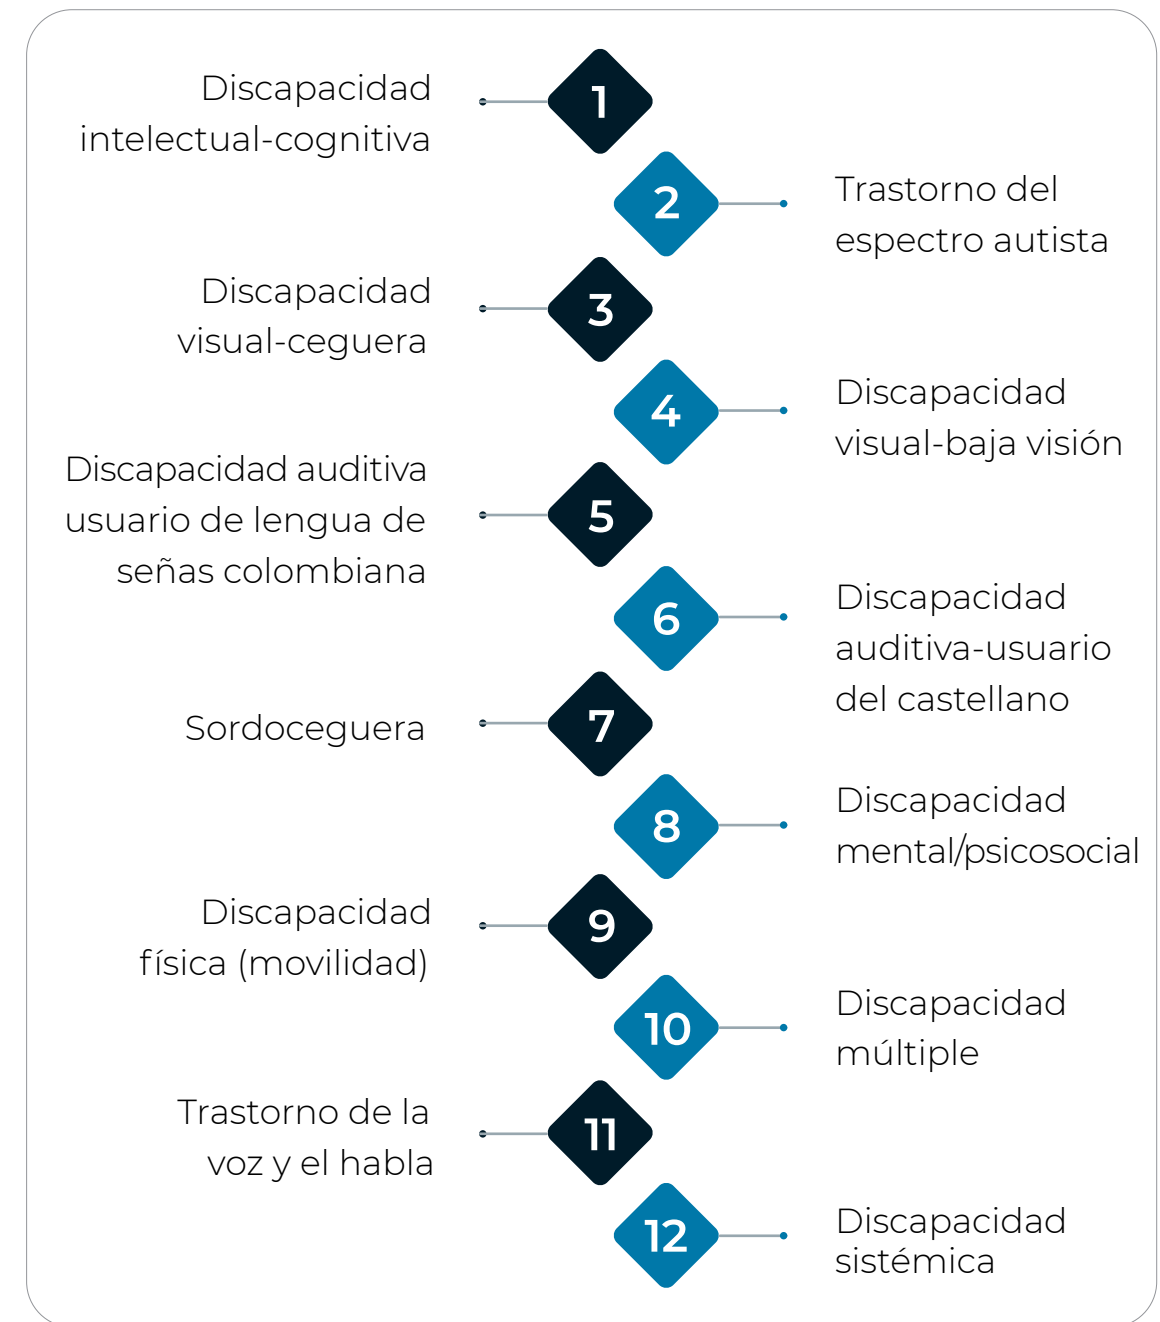 Discapacidad
intelectual-cognitiva
1
2
Trastorno del
espectro autista
Discapacidad
visual-ceguera
3
4
Discapacidad
visual-baja visión
Discapacidad auditiva
usuario de lengua de
señas colombiana
5
6
Discapacidad
auditiva-usuario
del castellano
Sordoceguera
7
8
Discapacidad
mental/psicosocial
Discapacidad
física (movilidad)
9
10
Discapacidad
múltiple
Trastorno de la
voz y el habla
11
12
Discapacidad
sistémica